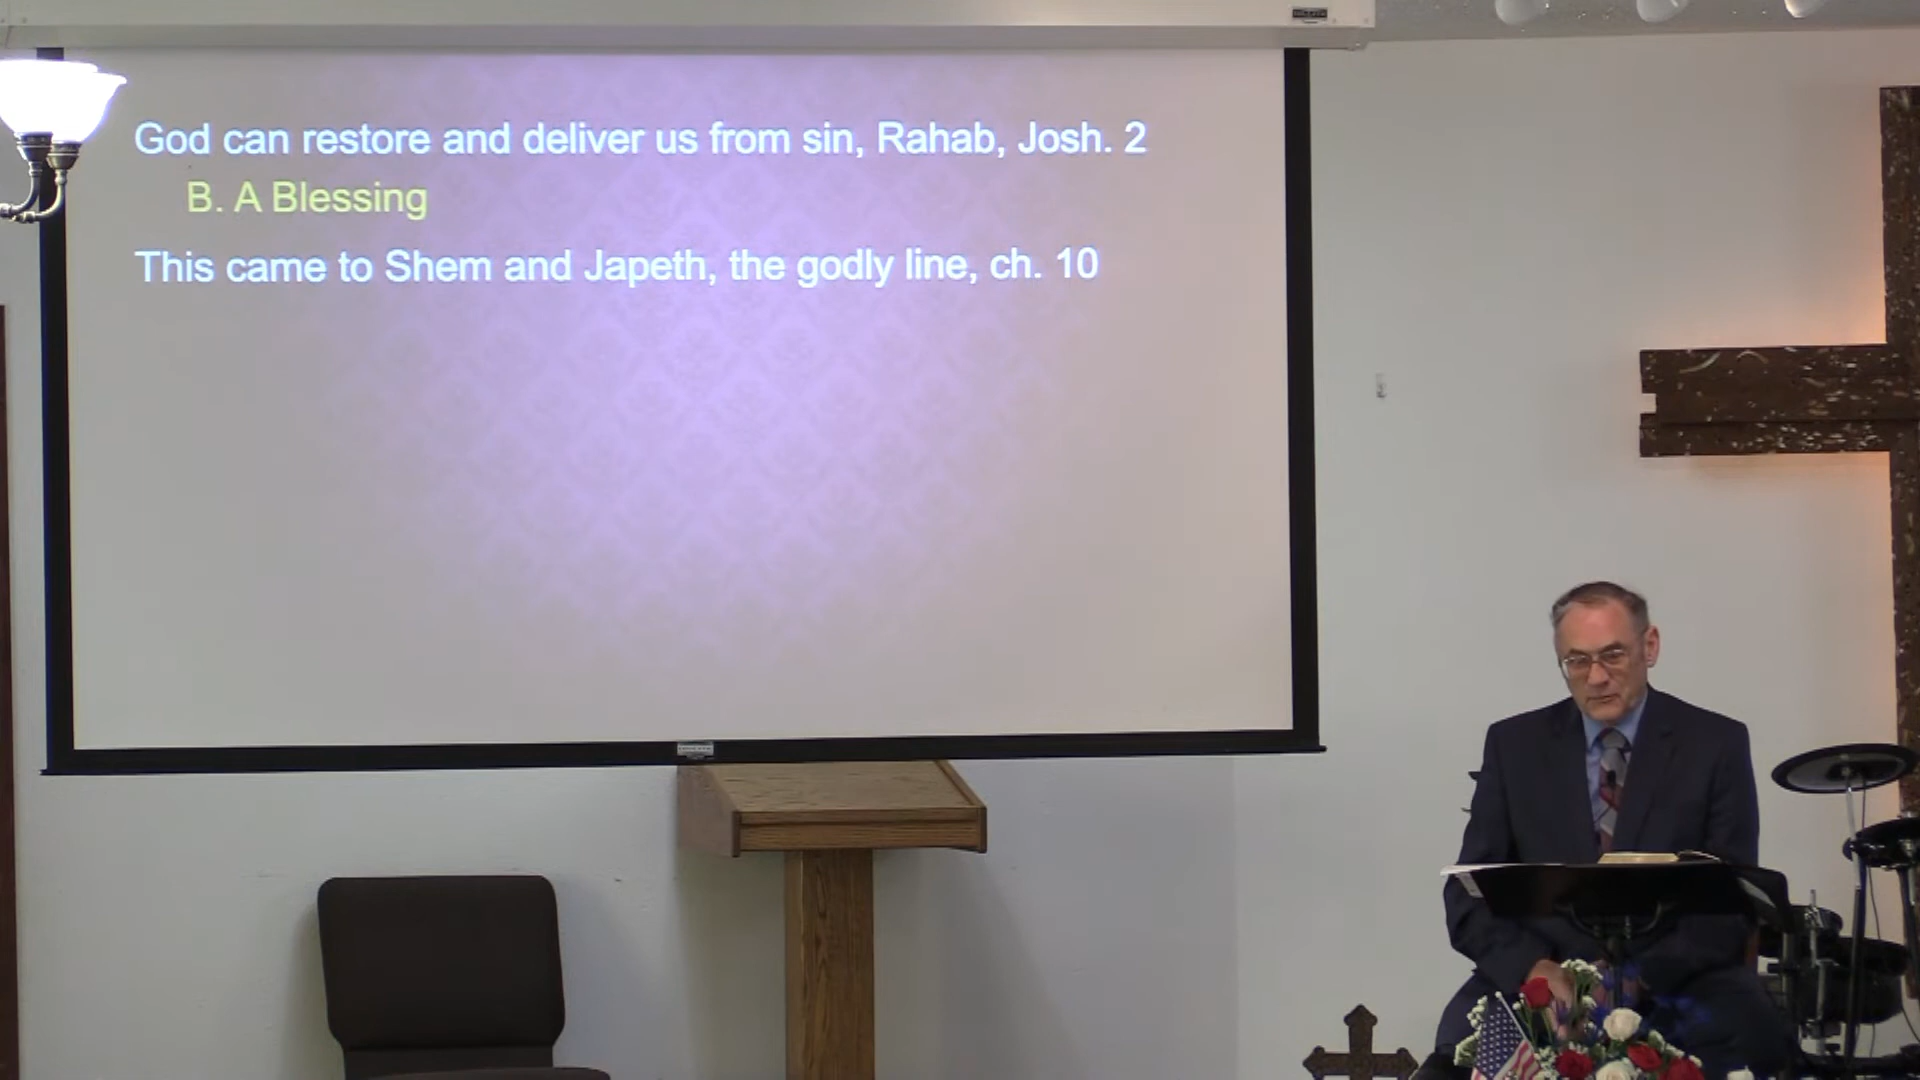 God can restore and deliver us from sin, Rahab, Josh. 2
B. A Blessing
This came to Shem and Japeth, the godly line, ch. 10